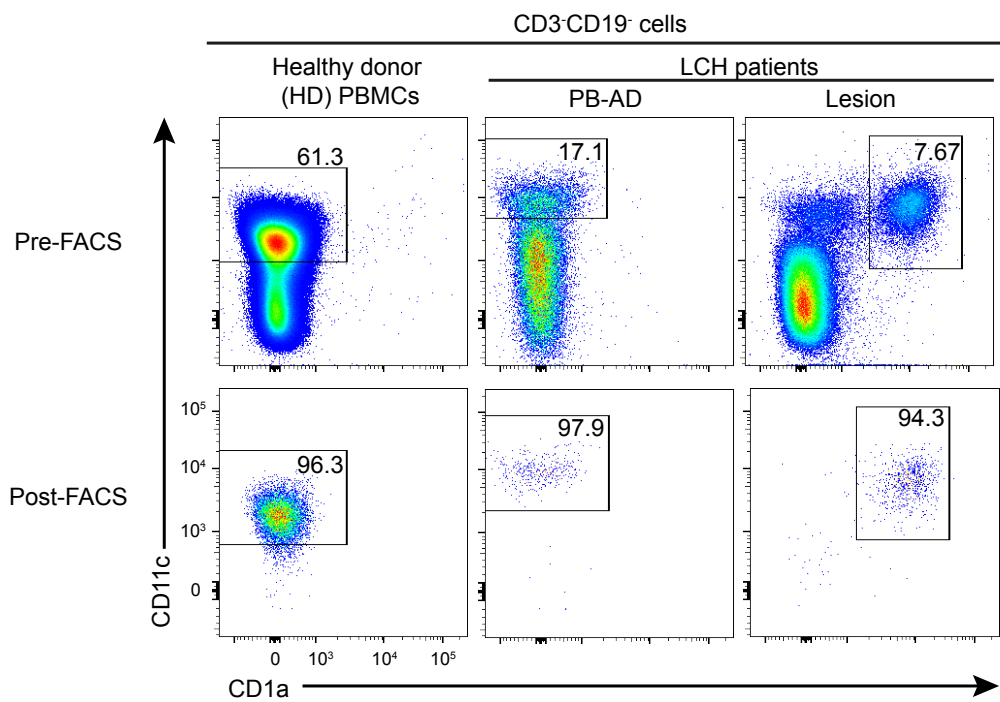 CD3-CD19- cells
Healthy donor
(HD) PBMCs
LCH patients
PB-AD
Lesion
Pre-FACS
61.3
17.1
7.67
Post-FACS
96.3
97.9
94.3
10⁵
10⁴
10³
0
CD11c
0
10³
10⁴
10⁵
CD1a